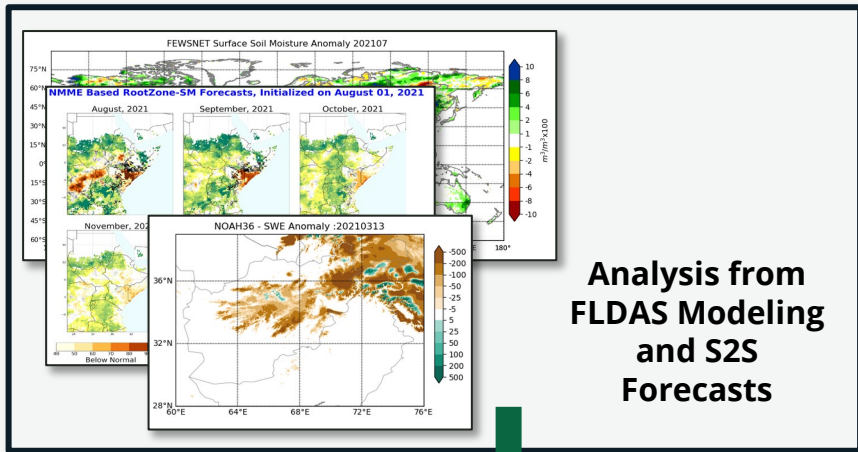 FEWSNET Surface Soil Moisture Anomaly 202107
75°N
60°N
45°N
30°N
15°N
0°
15°S
30°S
45°S
60°S
180°
10
8
6
4
2
1
-1
-2
-4
-6
-8
-10
m³/m³x100
NMME Based RootZone-SM Forecasts, Initialized on August 01, 2021
August, 2021
September, 2021
October, 2021
November, 202
50
60
70
80
Below Normal
NOAH36 - SWE Anomaly :20210313
36°N
32°N
28°N
60°E
64°E
68°E
72°E
76°E
-500
-200
-100
-50
-25
-5
5
25
50
100
200
500
Analysis from
FLDAS Modeling
and S2S
Forecasts